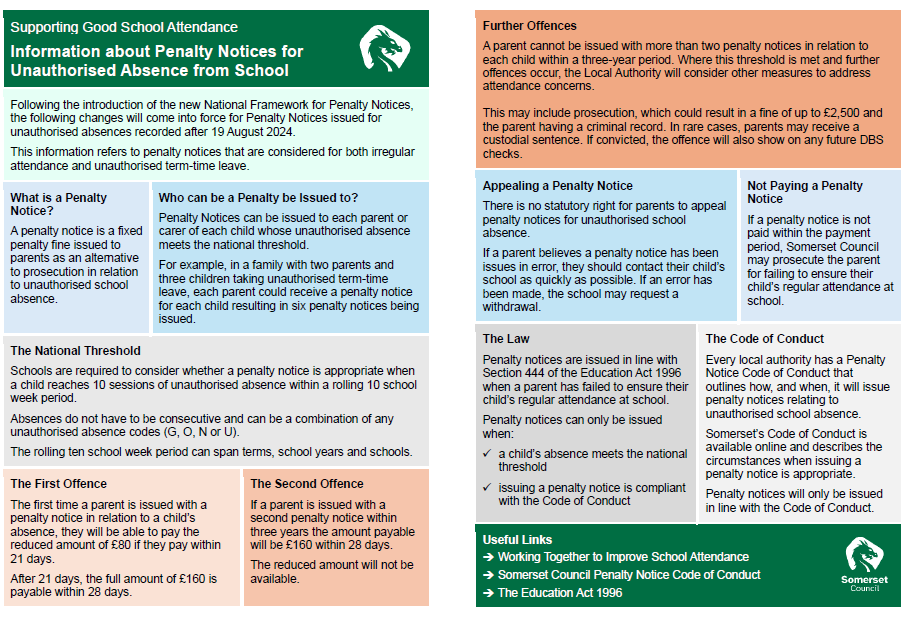 Supporting Good School Attendance
Information about Penalty Notices for
Unauthorised Absence from School
Following the introduction of the new National Framework for Penalty Notices,
the following changes will come into force for Penalty Notices issued for
unauthorised absences recorded after 19 August 2024.
This information refers to penalty notices that are considered for both irregular
attendance and unauthorised term-time leave.
What is a Penalty
Notice?
A penalty notice is a fixed
penalty fine issued to
parents as an alternative
to prosecution in relation
to unauthorised school
absence.
Who can be a Penalty be Issued to?
Penalty Notices can be issued to each parent or
carer of each child whose unauthorised absence
meets the national threshold.
For example, in a family with two parents and
three children taking unauthorised term-time
leave, each parent could receive a penalty notice
for each child resulting in six penalty notices being
issued.
The National Threshold
Schools are required to consider whether a penalty notice is appropriate when
a child reaches 10 sessions of unauthorised absence within a rolling 10 school
week period.
Absences do not have to be consecutive and can be a combination of any
unauthorised absence codes (G, O, N or U).
The rolling ten school week period can span terms, school years and schools.
The First Offence
The first time a parent is issued with a
penalty notice in relation to a child's
absence, they will be able to pay the
reduced amount of £80 if they pay within
21 days.
After 21 days, the full amount of £160 is
payable within 28 days.
The Second Offence
If a parent is issued with a
second penalty notice within
three years the amount payable
will be £160 within 28 days.
The reduced amount will not be
available.
Further Offences
A parent cannot be issued with more than two penalty notices in relation to
each child within a three-year period. Where this threshold is met and further
offences occur, the Local Authority will consider other measures to address
attendance concerns.
This may include prosecution, which could result in a fine of up to £2,500 and
the parent having a criminal record. In rare cases, parents may receive a
custodial sentence. If convicted, the offence will also show on any future DBS
checks.
Appealing a Penalty Notice
There is no statutory right for parents to appeal
penalty notices for unauthorised school
absence.
If a parent believes a penalty notice has been
issues in error, they should contact their child's
school as quickly as possible. If an error has
been made, the school may request a
withdrawal.
Not Paying a Penalty
Notice
If a penalty notice is not
paid within the payment
period, Somerset Council
may prosecute the parent
for failing to ensure their
child's regular attendance at
school.
The Law
Penalty notices are issued in line with
Section 444 of the Education Act 1996
when a parent has failed to ensure their
child's regular attendance at school.
Penalty notices can only be issued
when:
✓ a child's absence meets the national
threshold
✓ issuing a penalty notice is compliant
with the Code of Conduct
The Code of Conduct
Every local authority has a Penalty
Notice Code of Conduct that
outlines how, and when, it will issue
penalty notices relating to
unauthorised school absence.
Somerset's Code of Conduct is
available online and describes the
circumstances when issuing a
penalty notice is appropriate.
Penalty notices will only be issued
in line with the Code of Conduct.
Useful Links
➔ Working Together to Improve School Attendance
➔ Somerset Council Penalty Notice Code of Conduct
➔ The Education Act 1996
Somerset
Council